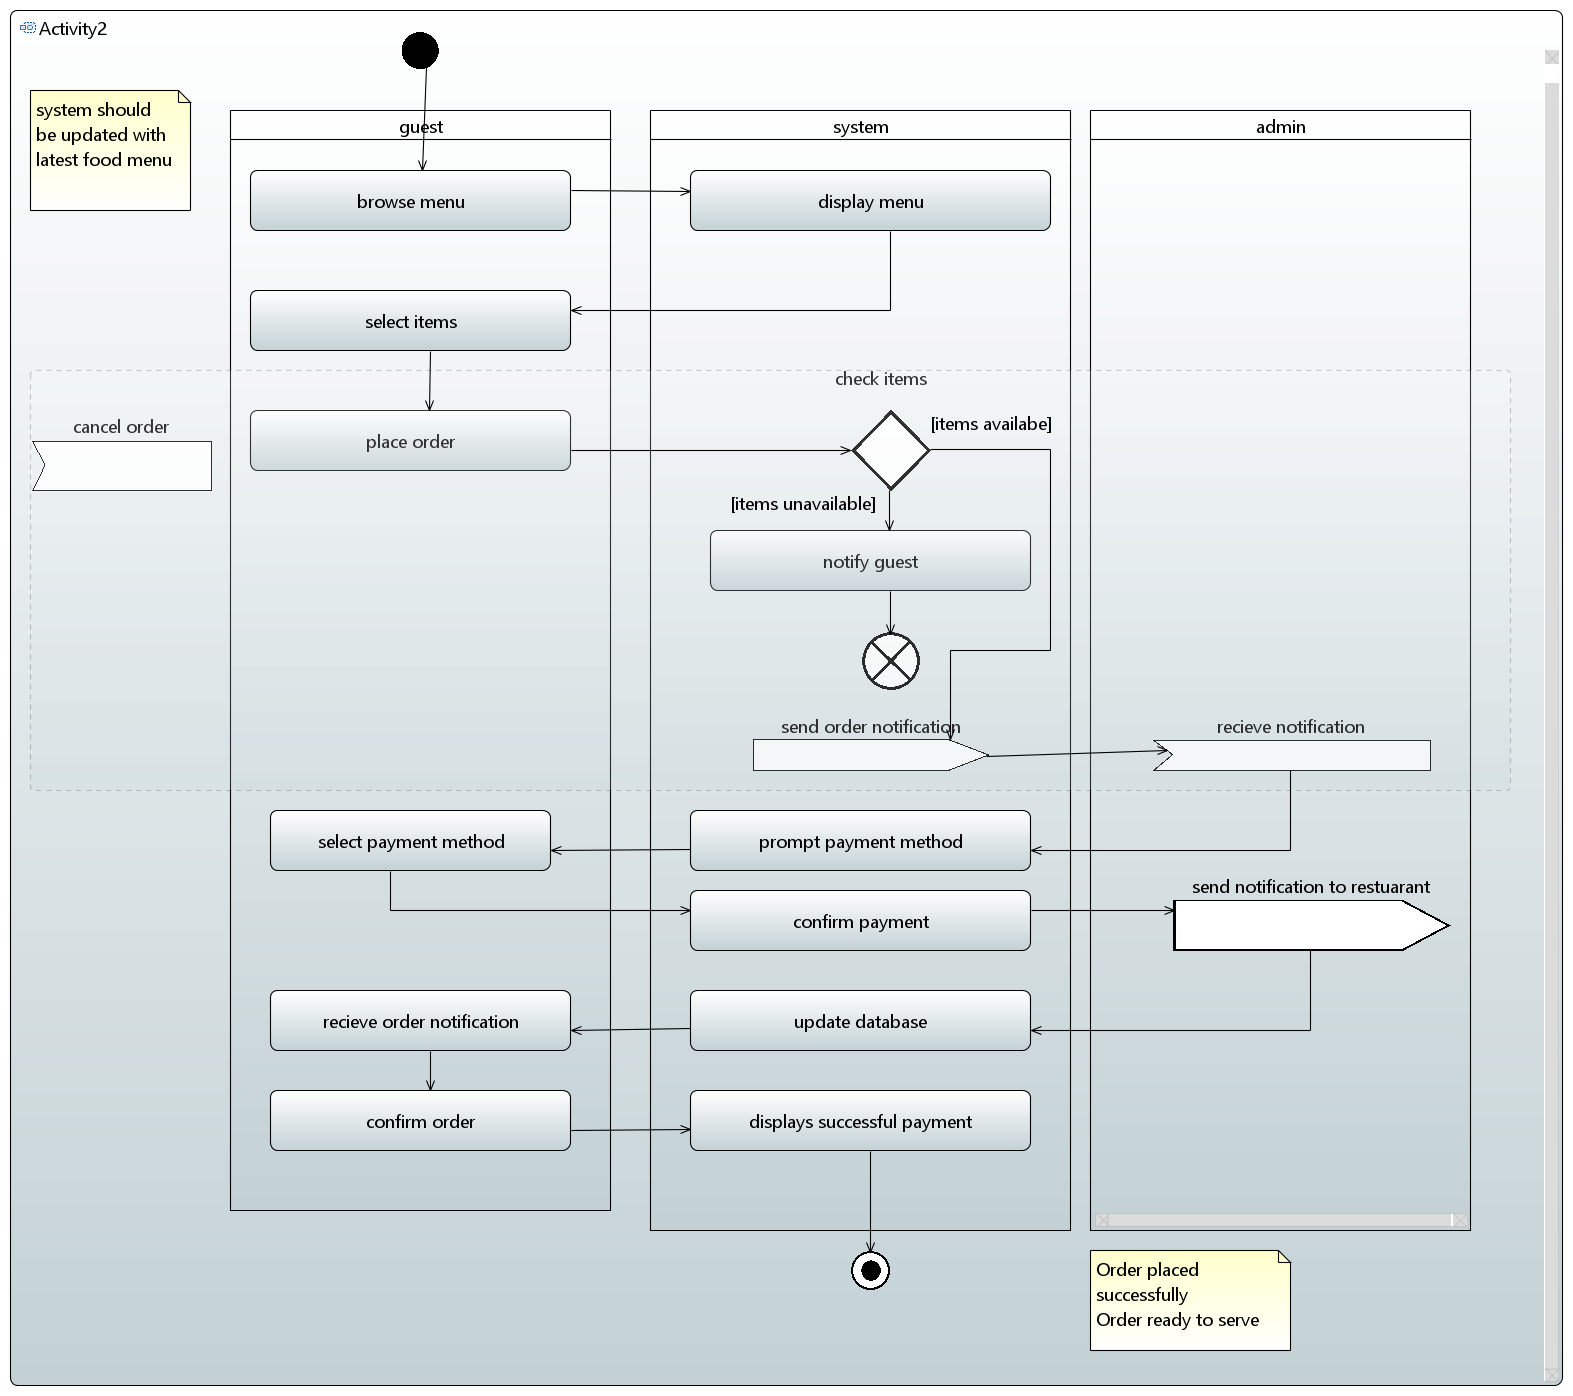 Activity2
system should
be updated with
latest food menu
guest
system
admin
browse menu
display menu
select items
check items
cancel order
[items availabe]
place order
[items unavailable]
notify guest
send order notification
recieve notification
select payment method
prompt payment method
send notification to restuarant
confirm payment
recieve order notification
update database
confirm order
displays successful payment
Order placed
successfully
Order ready to serve